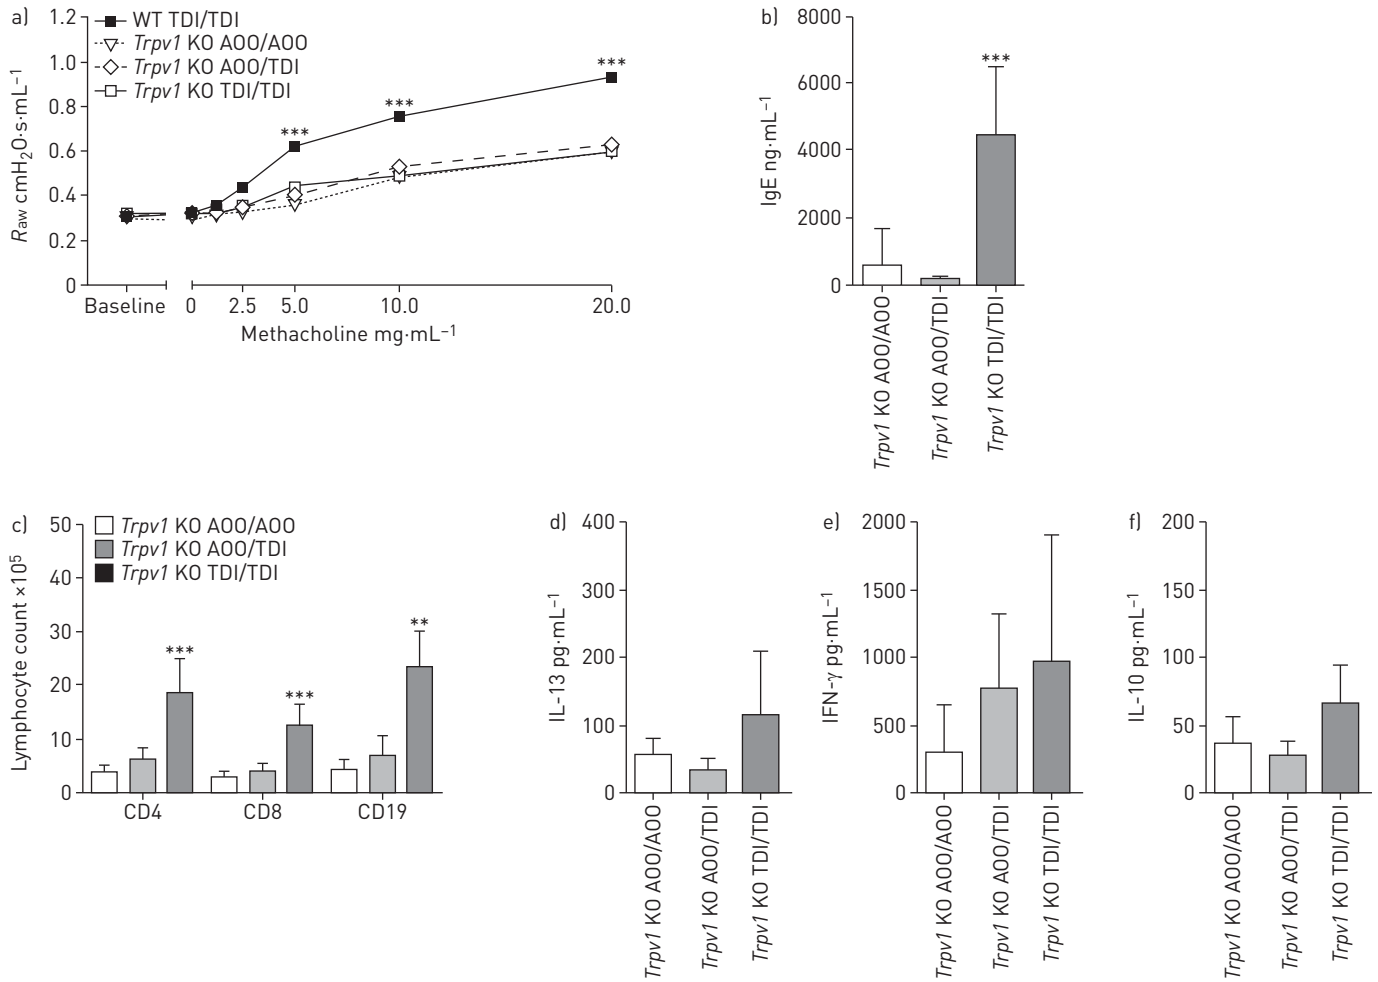 a)
1.2
1.0
0.8
0.6
0.4
0.2
0
Raw cmH₂O·s·mL⁻¹
WT TDI/TDI
Trpv1 KO AOO/AOO
Trpv1 KO AOO/TDI
Trpv1 KO TDI/TDI
***
***
***
Baseline 0 2.5 5.0 10.0 20.0
Methacholine mg·mL⁻¹
b)
8000
6000
4000
2000
0
IgE ng·mL⁻¹
***
Trpv1 KO AOO/AOO
Trpv1 KO AOO/TDI
Trpv1 KO TDI/TDI
c)
50
40
30
20
10
0
Lymphocyte count ×10⁵
Trpv1 KO AOO/AOO
Trpv1 KO AOO/TDI
Trpv1 KO TDI/TDI
***
***
**
CD4 CD8 CD19
d)
400
300
200
100
0
IL-13 pg·mL⁻¹
Trpv1 KO AOO/AOO
Trpv1 KO AOO/TDI
Trpv1 KO TDI/TDI
e)
2000
1500
1000
500
0
IFN-γ pg·mL⁻¹
Trpv1 KO AOO/AOO
Trpv1 KO AOO/TDI
Trpv1 KO TDI/TDI
f)
200
150
100
50
0
IL-10 pg·mL⁻¹
Trpv1 KO AOO/AOO
Trpv1 KO AOO/TDI
Trpv1 KO TDI/TDI